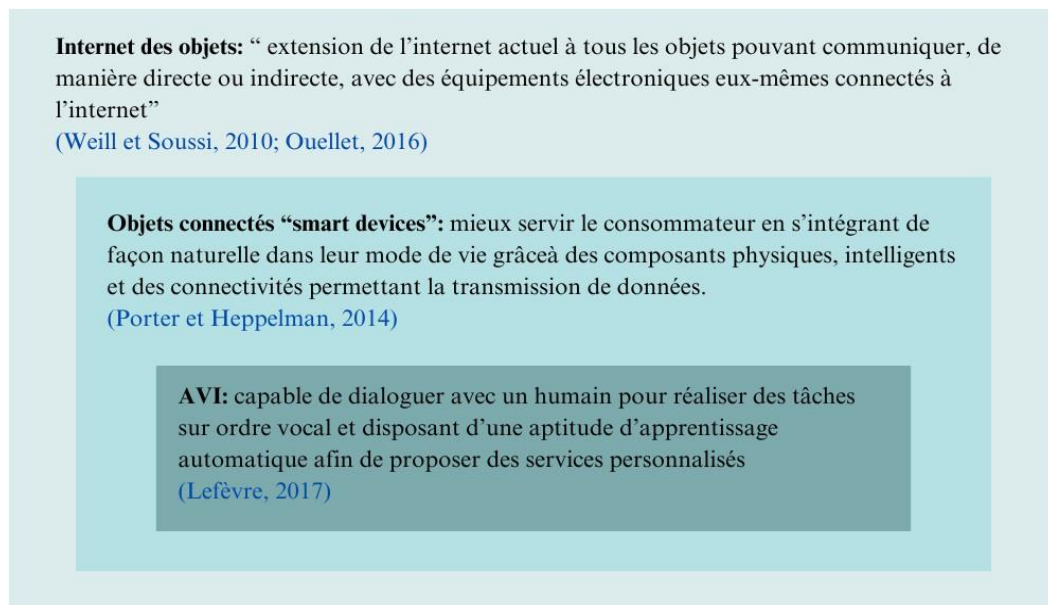 Internet des objets: “ extension de l’internet actuel à tous les objets pouvant communiquer, de
manière directe ou indirecte, avec des équipements électroniques eux-mêmes connectés à
l’internet”
(Weill et Soussi, 2010; Ouellet, 2016)
Objets connectés “smart devices”: mieux servir le consommateur en s’intégrant de
façon naturelle dans leur mode de vie grâceà des composants physiques, intelligents
et des connectivités permettant la transmission de données.
(Porter et Heppelman, 2014)
AVI: capable de dialoguer avec un humain pour réaliser des tâches
sur ordre vocal et disposant d’une aptitude d’apprentissage
automatique afin de proposer des services personnalisés
(Lefèvre, 2017)